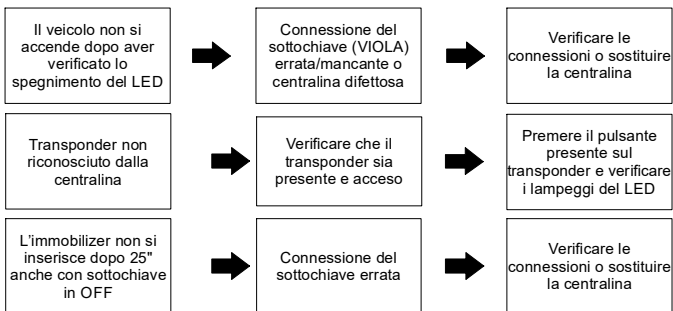 Il veicolo non si
accende dopo aver
verificato lo
spegnimento del LED
Connessione del
sottochiave (VIOLA)
errata/mancante o
centralina difettosa
Verificare le
connessioni o sostituire
la centralina
Transponder non
riconosciuto dalla
centralina
Verificare che il
transponder sia
presente e acceso
Premere il pulsante
presente sul
transponder e verificare
i lampeggi del LED
L'immobilizer non si
inserisce dopo 25"
anche con sottochiave
in OFF
Connessione del
sottochiave errata
Verificare le
connessioni o sostituire
la centralina